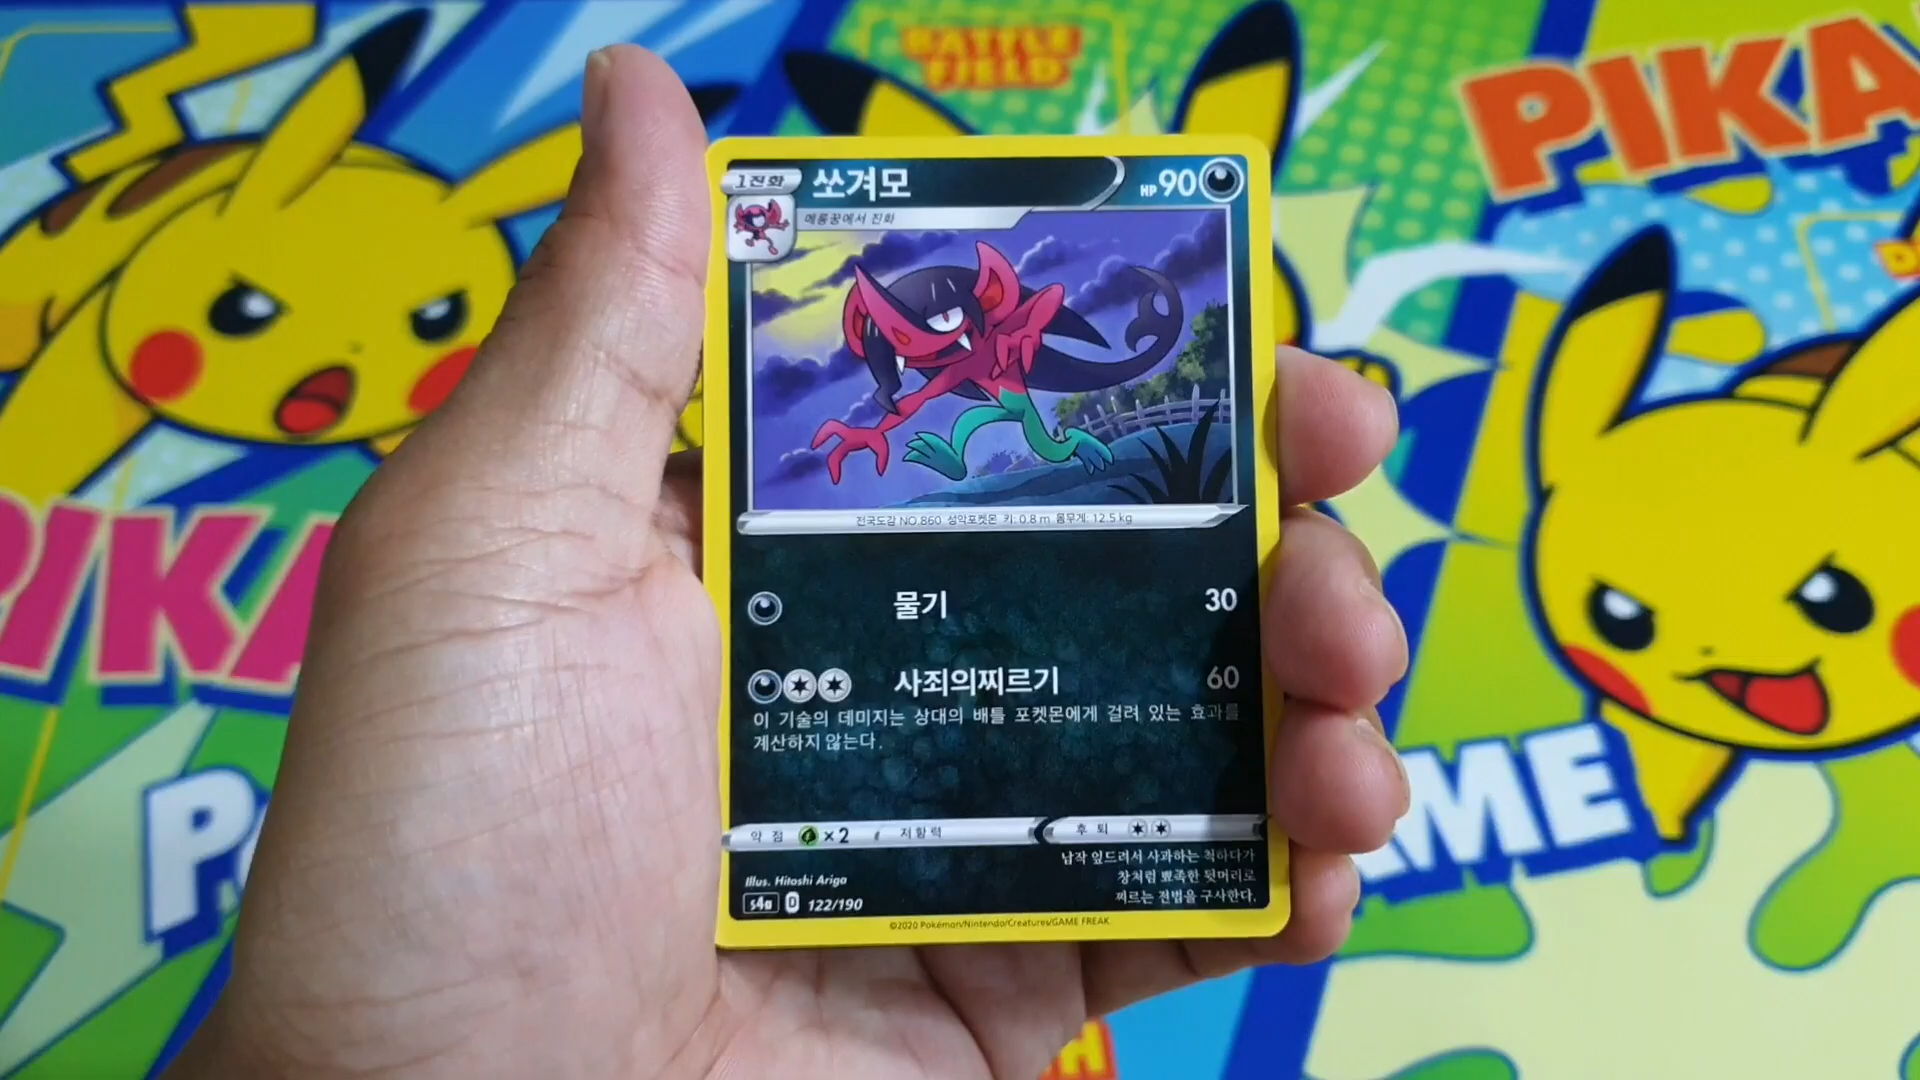 BATTLE
FIELD
PIKA
PIKA
1진화
쏘겨모
HP 90
메롱꿍에서 진화
전국도감 NO.860 성악포켓몬 키: 0.8 m 몸무게: 12.5 kg
물기 30
사죄의찌르기 60
이 기술의 데미지는 상대의 배틀 포켓몬에게 걸려 있는 효과를
계산하지 않는다.
약점 ×2 저항력 후퇴
납작 엎드려서 사과하는 척하다가
창처럼 뾰족한 뒷머리로
찌르는 전법을 구사한다.
Illus. Hitoshi Ariga
s4a D 122/190
©2020 Pokémon/Nintendo/Creatures/GAME FREAK.